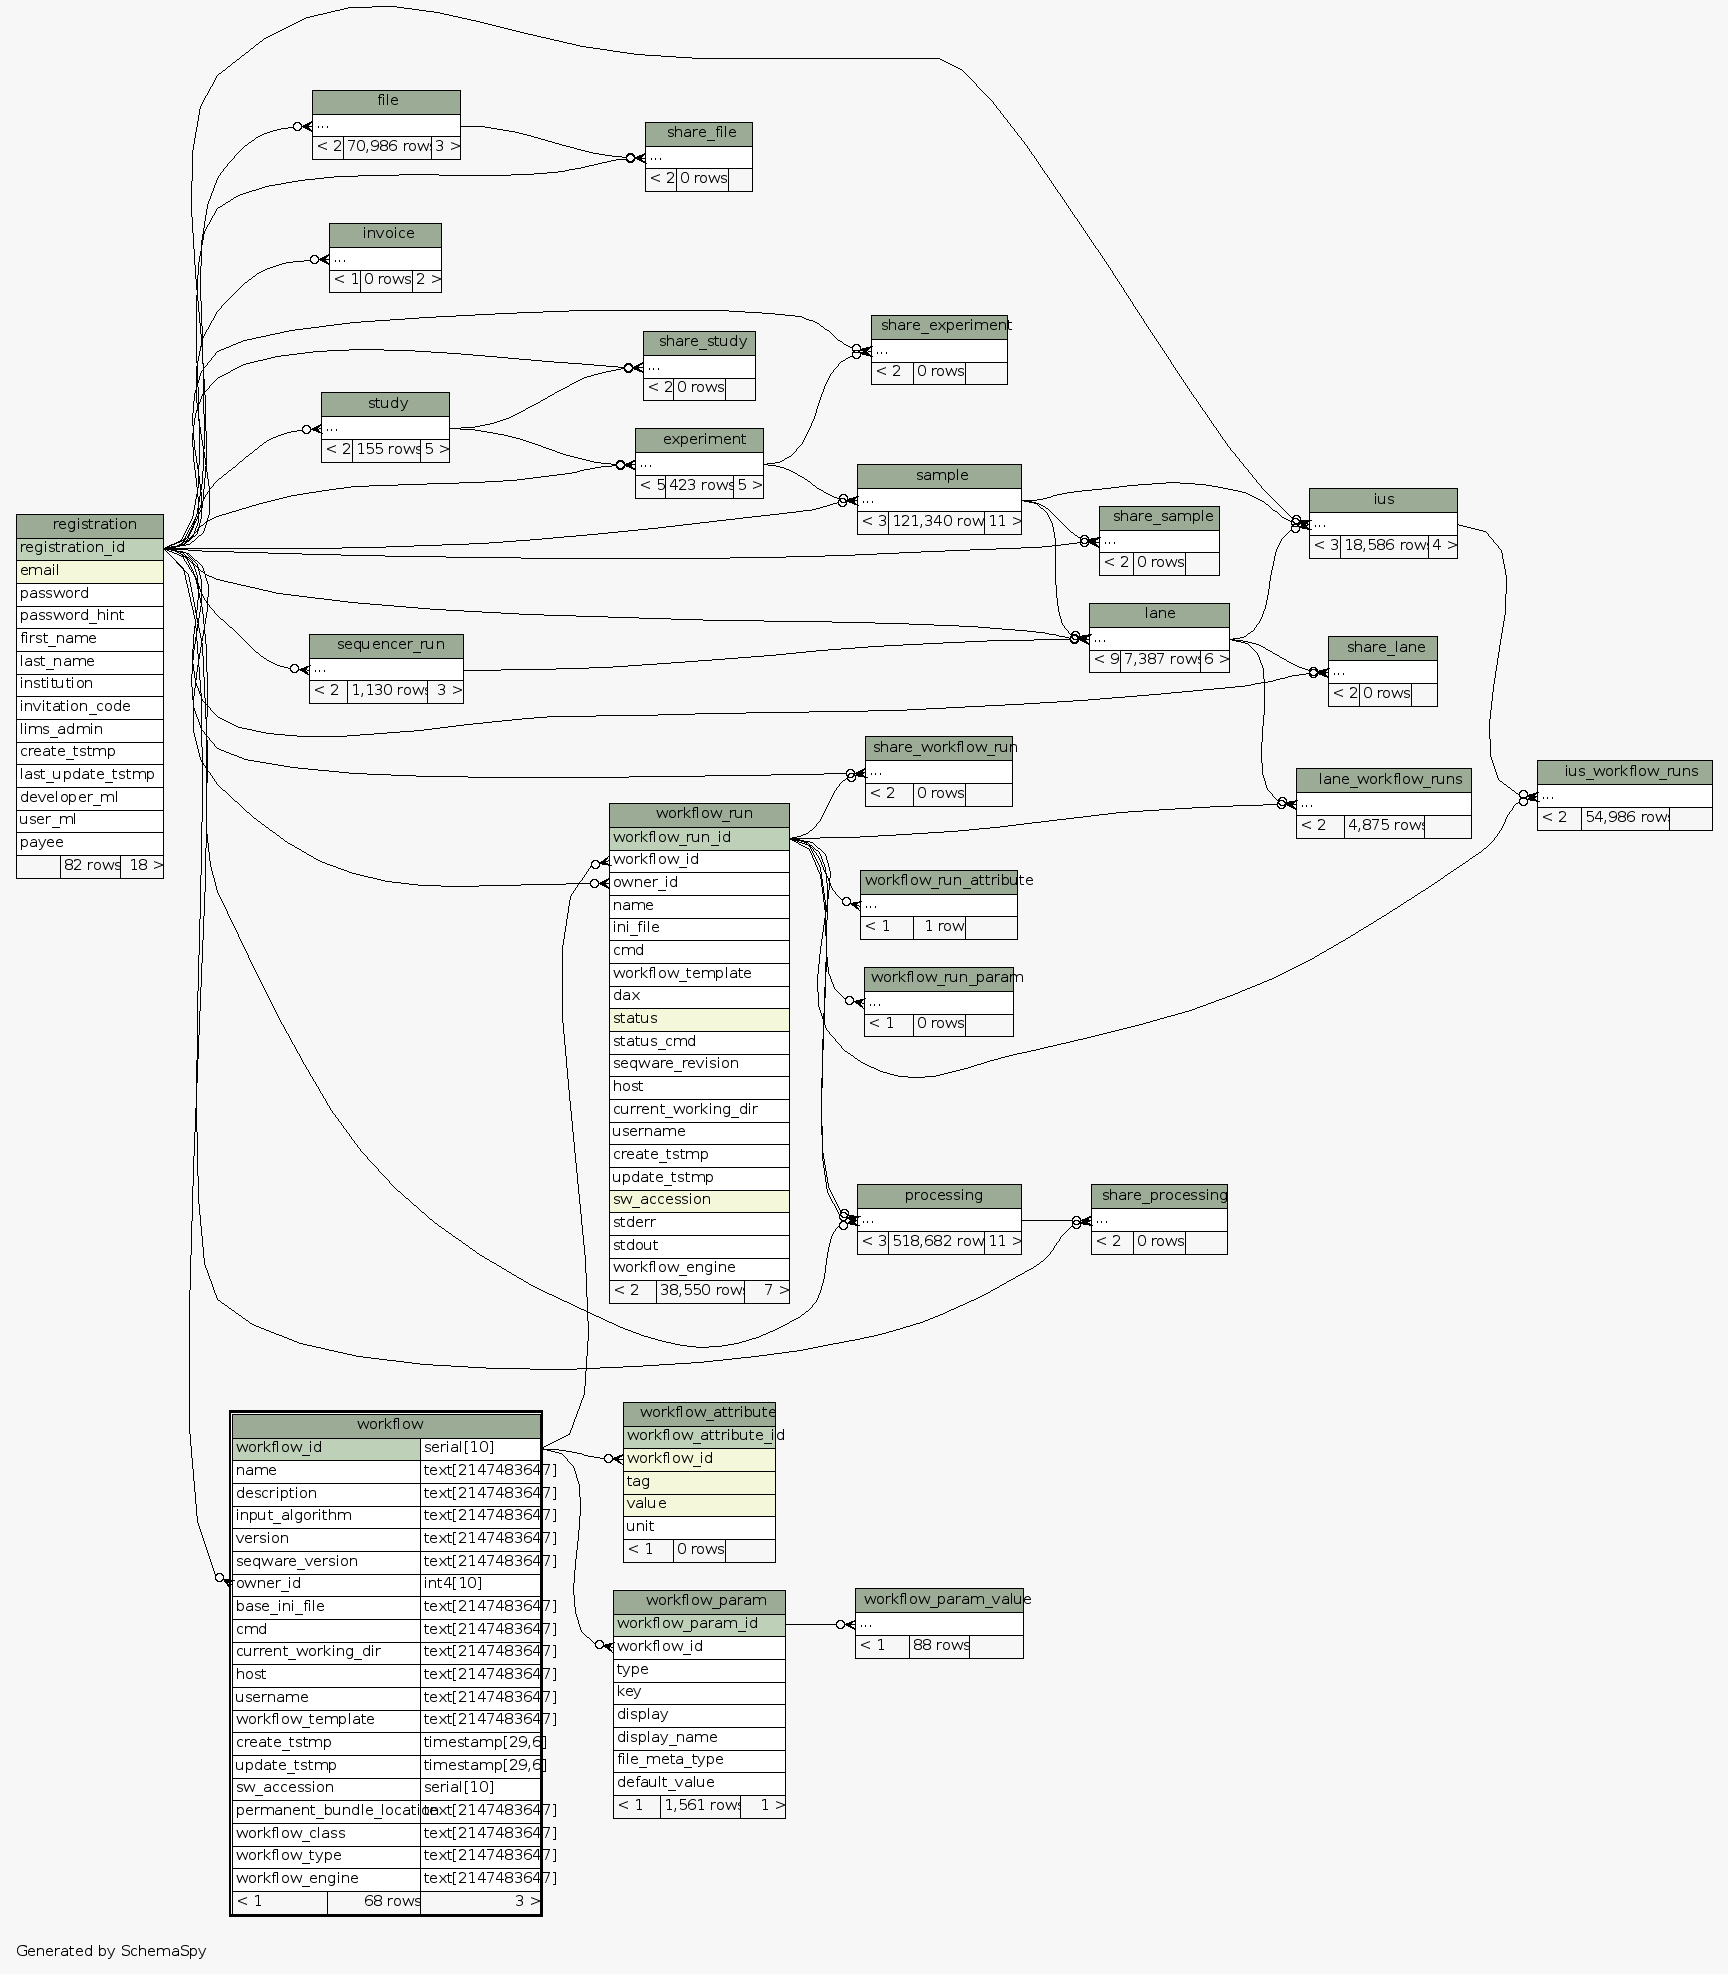 file
...
< 2 70,986 rows 3 >
share_file
...
< 2 0 rows
invoice
...
< 1 0 rows 2 >
share_experiment
...
< 2 0 rows
share_study
...
< 2 0 rows
study
...
< 2 155 rows 5 >
experiment
...
< 5 423 rows 5 >
sample
...
< 3 121,340 row 11 >
share_sample
...
< 2 0 rows
ius
...
< 3 18,586 rows 4 >
registration
registration_id
email
password
password_hint
first_name
last_name
institution
invitation_code
lims_admin
create_tstmp
last_update_tstmp
developer_ml
user_ml
payee
82 rows 18 >
sequencer_run
...
< 2 1,130 rows 3 >
lane
...
< 9 7,387 rows 6 >
share_lane
...
< 2 0 rows
share_workflow_run
...
< 2 0 rows
lane_workflow_runs
...
< 2 4,875 rows
ius_workflow_runs
...
< 2 54,986 rows
workflow_run
workflow_run_id
workflow_id
owner_id
name
ini_file
cmd
workflow_template
dax
status
status_cmd
seqware_revision
host
current_working_dir
username
create_tstmp
update_tstmp
sw_accession
stderr
stdout
workflow_engine
< 2 38,550 rows 7 >
workflow_run_attribute
...
< 1 1 row
workflow_run_param
...
< 1 0 rows
processing
...
< 3 518,682 row 11 >
share_processing
...
< 2 0 rows
workflow
workflow_id serial[10]
name text[2147483647]
description text[2147483647]
input_algorithm text[2147483647]
version text[2147483647]
seqware_version text[2147483647]
owner_id int4[10]
base_ini_file text[2147483647]
cmd text[2147483647]
current_working_dir text[2147483647]
host text[2147483647]
username text[2147483647]
workflow_template text[2147483647]
create_tstmp timestamp[29,6]
update_tstmp timestamp[29,6]
sw_accession serial[10]
permanent_bundle_location text[2147483647]
workflow_class text[2147483647]
workflow_type text[2147483647]
workflow_engine text[2147483647]
< 1 68 rows 3 >
workflow_attribute
workflow_attribute_id
workflow_id
tag
value
unit
< 1 0 rows
workflow_param
workflow_param_id
workflow_id
type
key
display
display_name
file_meta_type
default_value
< 1 1,561 rows 1 >
workflow_param_value
...
< 1 88 rows
Generated by SchemaSpy